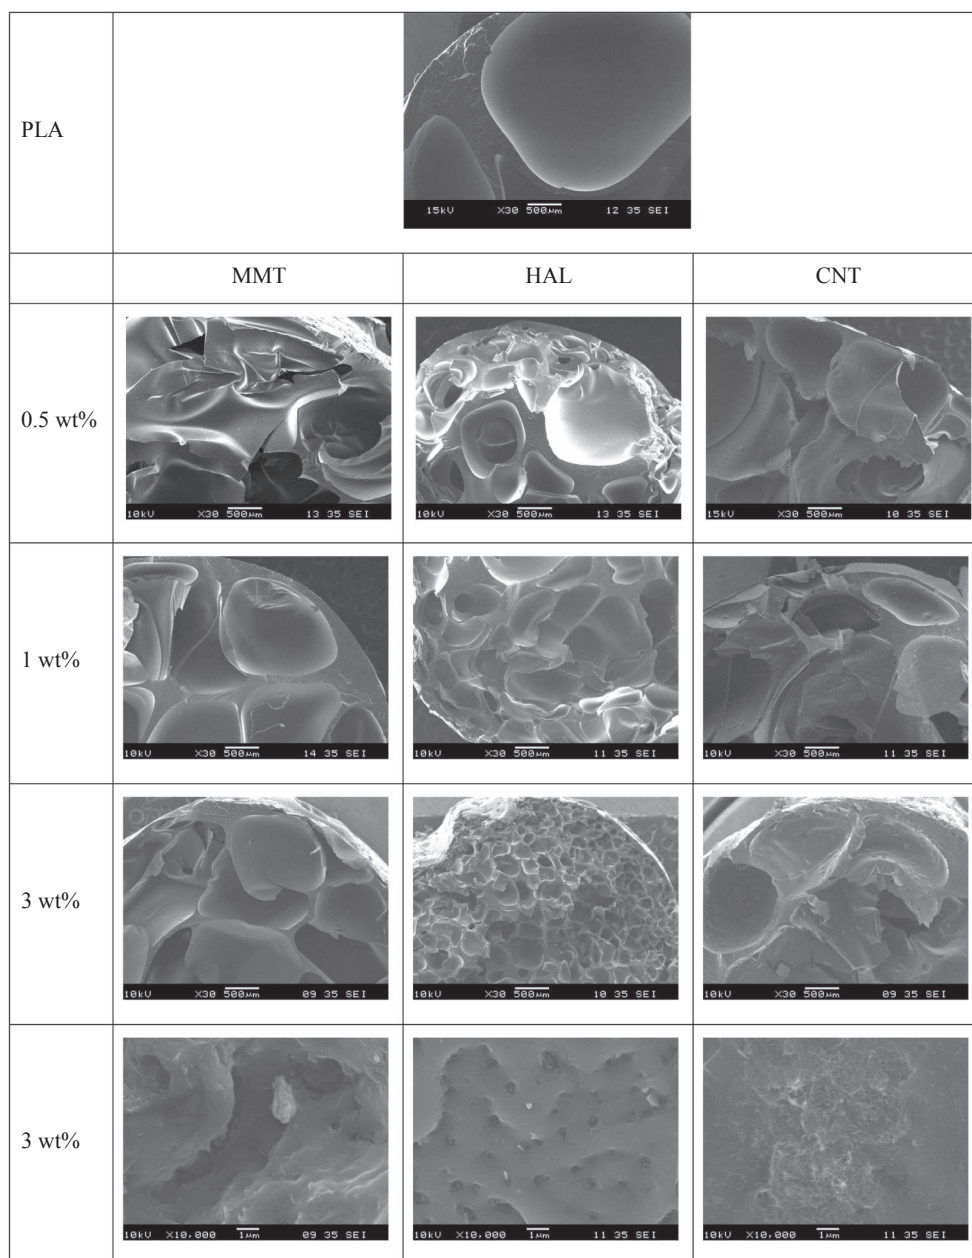 PLA
15kV X30 500μm 12 35 SEI
MMT HAL CNT
0.5 wt%
10kV X30 500μm 13 35 SEI
10kV X30 500μm 13 35 SEI
15kV X30 500μm 10 35 SEI
1 wt%
10kV X30 500μm 14 35 SEI
10kV X30 500μm 11 35 SEI
10kV X30 500μm 11 35 SEI
3 wt%
10kV X30 500μm 09 35 SEI
10kV X30 500μm 10 35 SEI
10kV X30 500μm 09 35 SEI
3 wt%
10kV X10,000 1μm 09 35 SEI
10kV X10,000 1μm 11 35 SEI
10kV X10,000 1μm 11 35 SEI